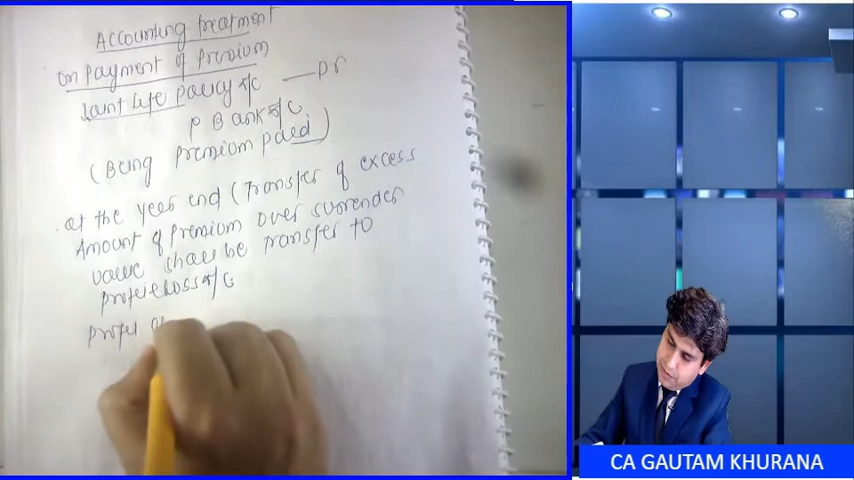 Accounting treatment
on payment of premium
Joint Life policy A/c — Dr
To Bank A/c
(Being Premium paid)
at the year end (Transfer of excess
Amount of premium over surrender
value shall be transfer to
profit & Loss A/c
Profit
CA GAUTAM KHURANA